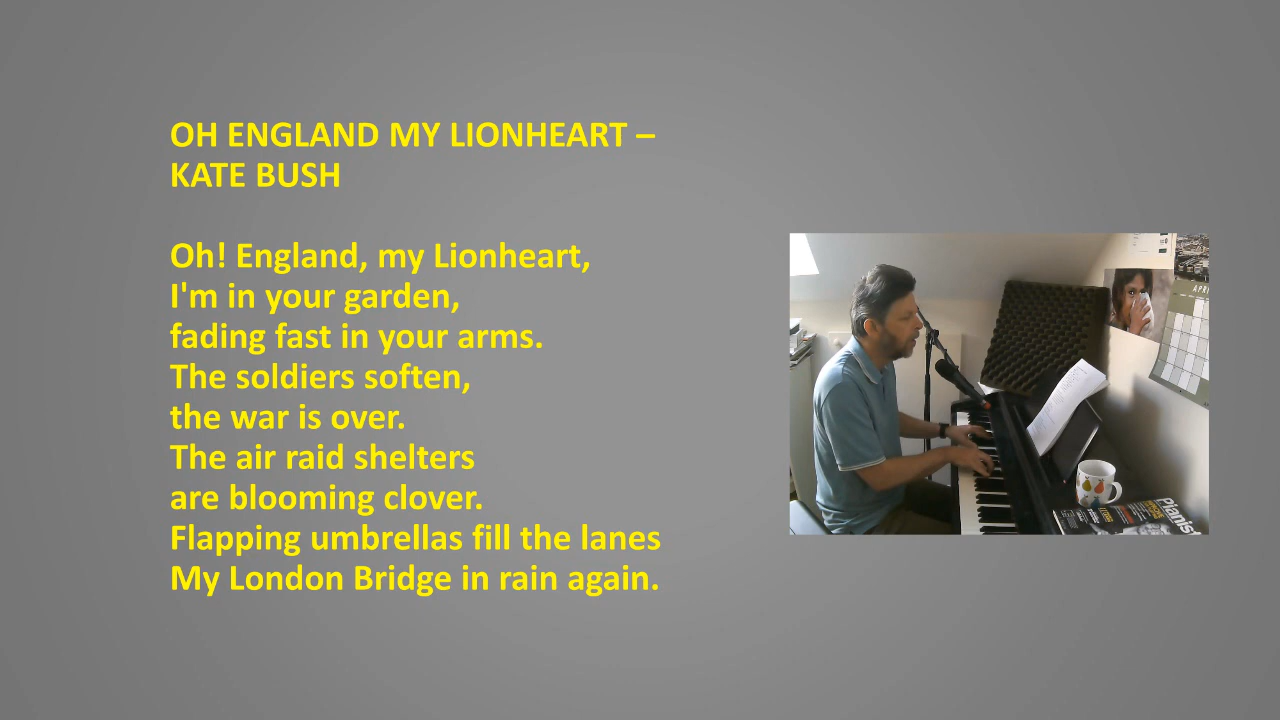 OH ENGLAND MY LIONHEART –
KATE BUSH
Oh! England, my Lionheart,
I'm in your garden,
fading fast in your arms.
The soldiers soften,
the war is over.
The air raid shelters
are blooming clover.
Flapping umbrellas fill the lanes
My London Bridge in rain again.
APRI
Pianist